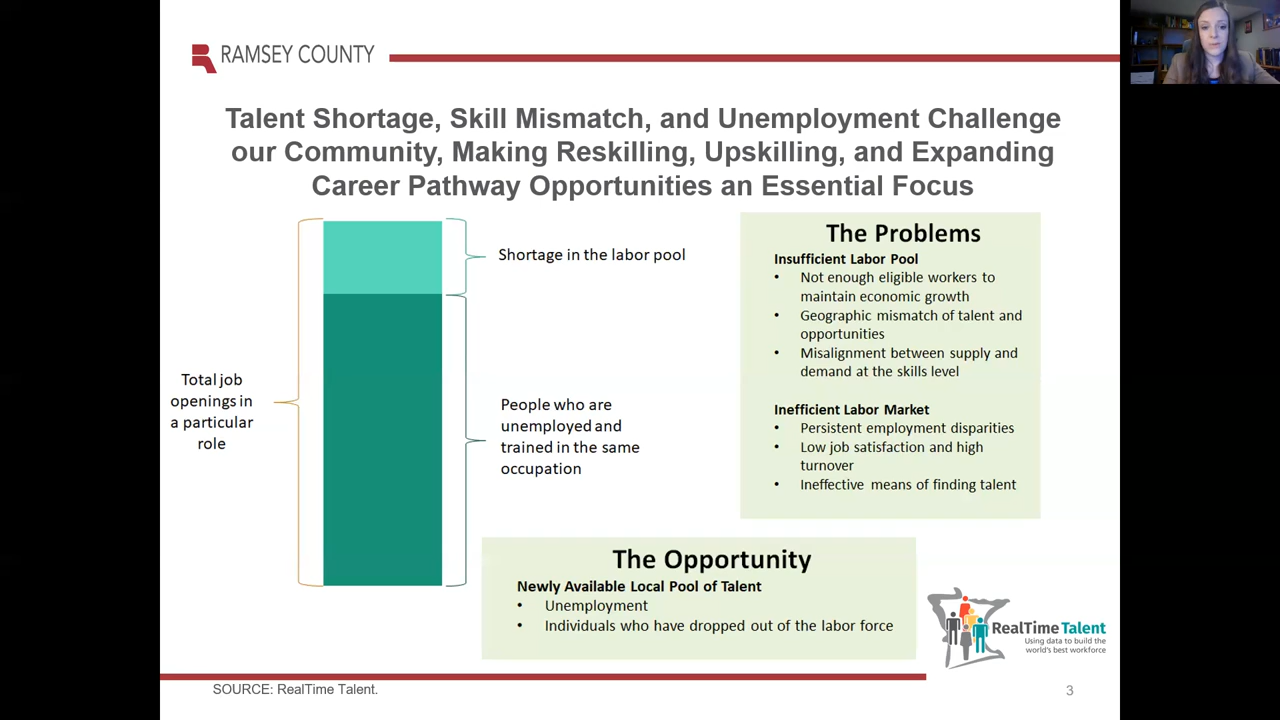 RAMSEY COUNTY
Talent Shortage, Skill Mismatch, and Unemployment Challenge
our Community, Making Reskilling, Upskilling, and Expanding
Career Pathway Opportunities an Essential Focus
Total job
openings in
a particular
role
Shortage in the labor pool
People who are
unemployed and
trained in the same
occupation
The Problems
Insufficient Labor Pool
• Not enough eligible workers to
maintain economic growth
• Geographic mismatch of talent and
opportunities
• Misalignment between supply and
demand at the skills level
Inefficient Labor Market
• Persistent employment disparities
• Low job satisfaction and high
turnover
• Ineffective means of finding talent
The Opportunity
Newly Available Local Pool of Talent
• Unemployment
• Individuals who have dropped out of the labor force
RealTimeTalent
Using data to build the
world's best workforce
SOURCE: RealTime Talent.
3